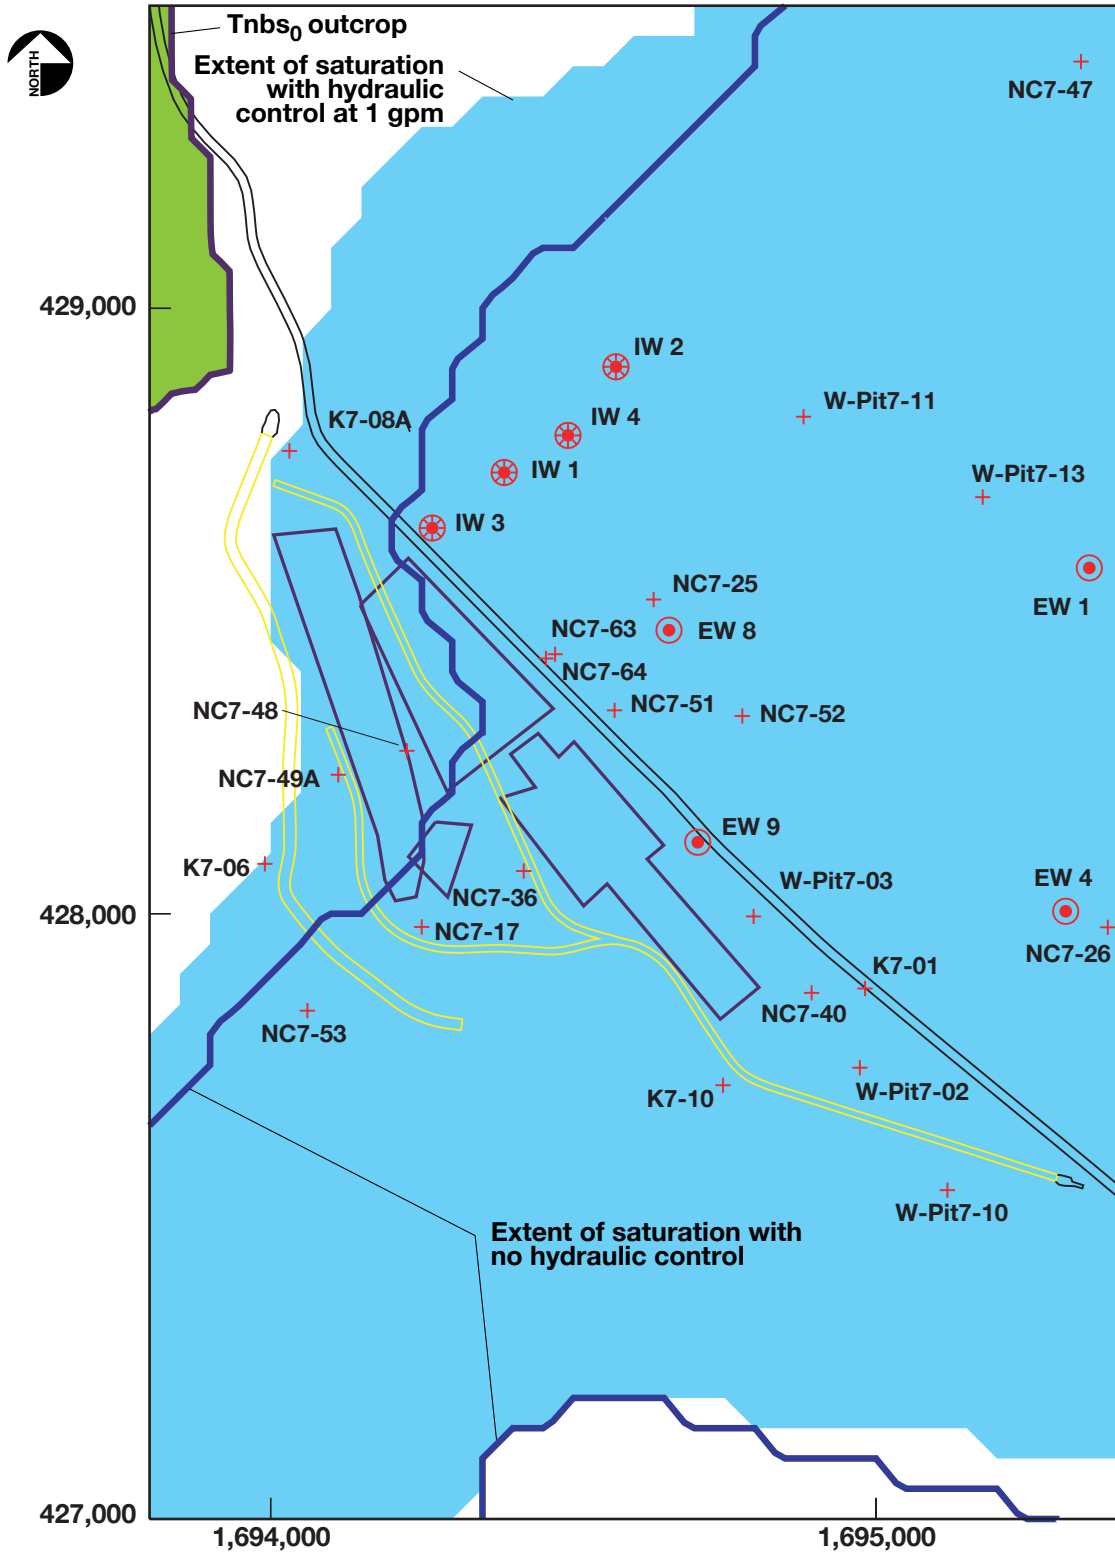 Tnbs0 outcrop
NORTH
Extent of saturation
with hydraulic
control at 1 gpm
NC7-47
429,000
IW 2
W-Pit7-11
K7-08A
IW 4
IW 1
W-Pit7-13
IW 3
NC7-25
EW 1
NC7-63
EW 8
NC7-64
NC7-48
NC7-51
NC7-52
NC7-49A
EW 9
K7-06
W-Pit7-03
EW 4
NC7-36
428,000
NC7-17
NC7-26
K7-01
NC7-40
NC7-53
W-Pit7-02
K7-10
W-Pit7-10
Extent of saturation with
no hydraulic control
427,000
1,694,000
1,695,000